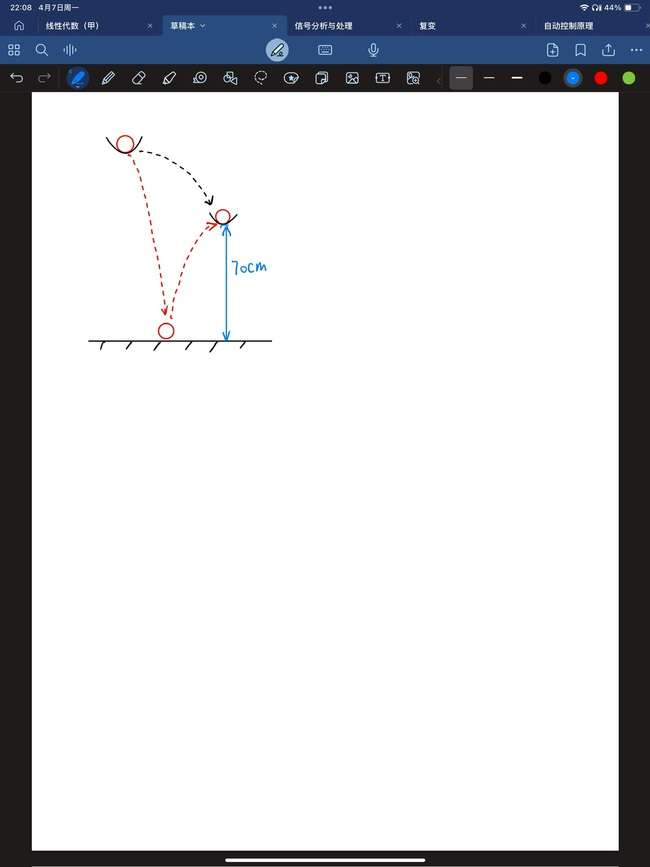 22:08 4月7日周一
44%
线性代数（甲）
草稿本
信号分析与处理
复变
自动控制原理
70cm